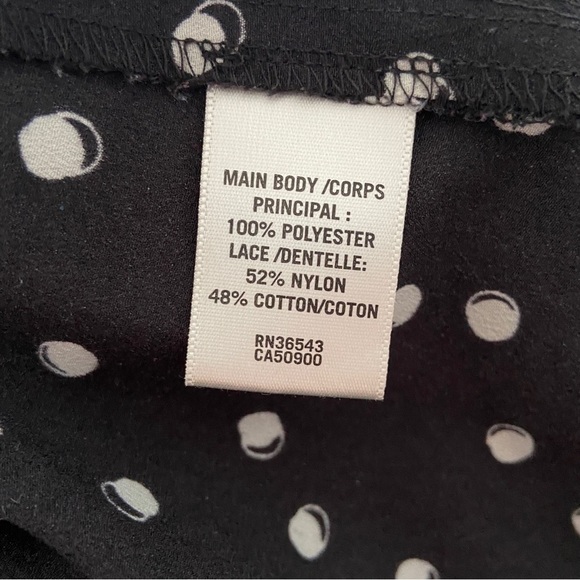 MAIN BODY /CORPS
PRINCIPAL :
100% POLYESTER
LACE /DENTELLE:
52% NYLON
48% COTTON/COTON
RN36543
CA50900